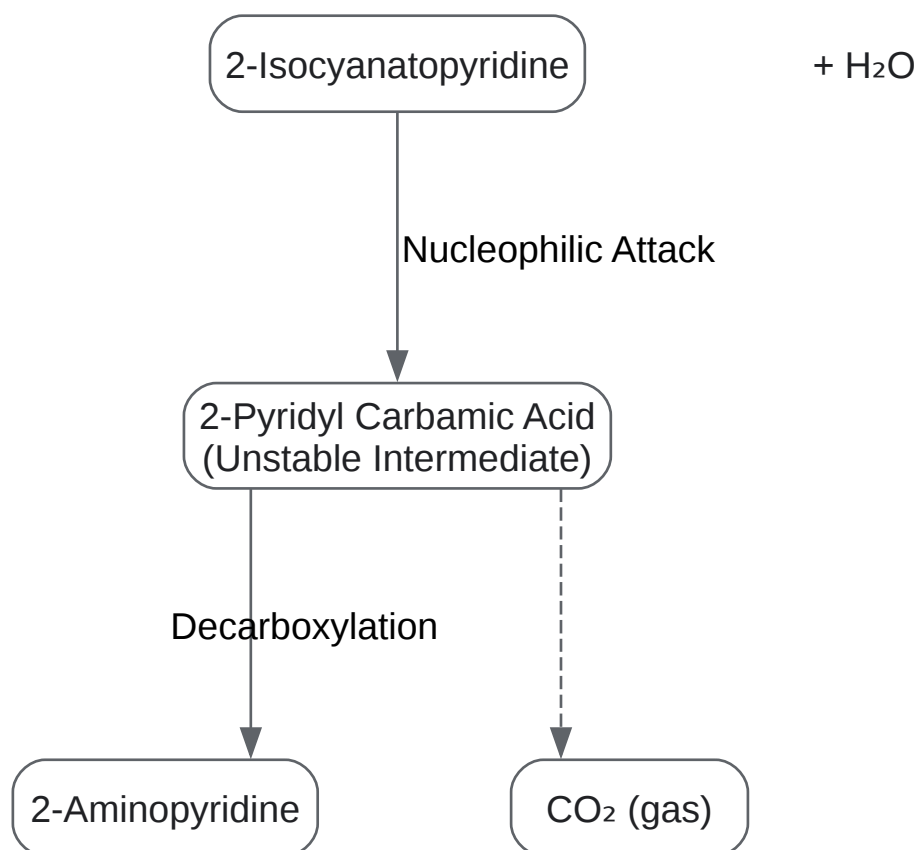 2-Isocyanatopyridine
+ H₂O
Nucleophilic Attack
2-Pyridyl Carbamic Acid
(Unstable Intermediate)
Decarboxylation
2-Aminopyridine
CO₂ (gas)